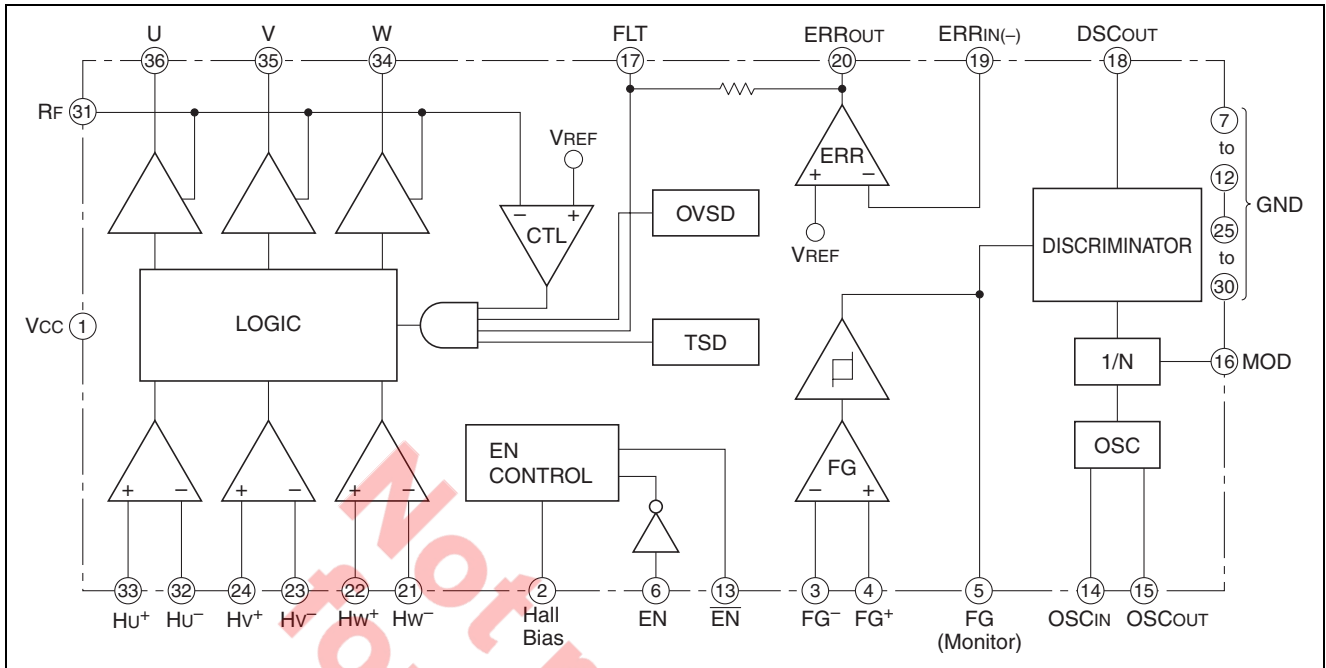 U V W FLT ERROUT ERRIN(–) DSCOUT
36 35 34 17 20 19 18
RF 31
7
to
12
25
to
30
GND
VREF
ERR
+ –
VREF
– +
CTL
OVSD
DISCRIMINATOR
VCC 1
LOGIC
TSD
1/N
16 MOD
OSC
EN
CONTROL
FG
– +
+ – + – + –
33 32 24 23 22 21 2 6 13 3 4 5 14 15
HU+ HU– HV+ HV– HW+ HW– Hall
Bias
EN E̅N̅ FG– FG+ FG
(Monitor)
OSCIN OSCOUT
Not
fo